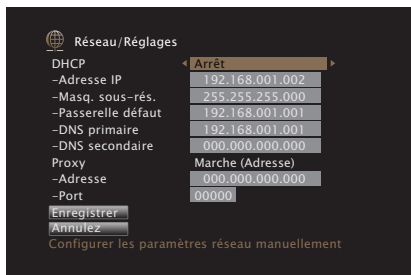 Réseau/Réglages
DHCP Arrêt
-Adresse IP 192.168.001.002
-Masq. sous-rés. 255.255.255.000
-Passerelle défaut 192.168.001.001
-DNS primaire 192.168.001.001
-DNS secondaire 000.000.000.000
Proxy Marche (Adresse)
-Adresse 000.000.000.000
-Port 00000
Enregistrer
Annulez
Configurer les paramètres réseau manuellement